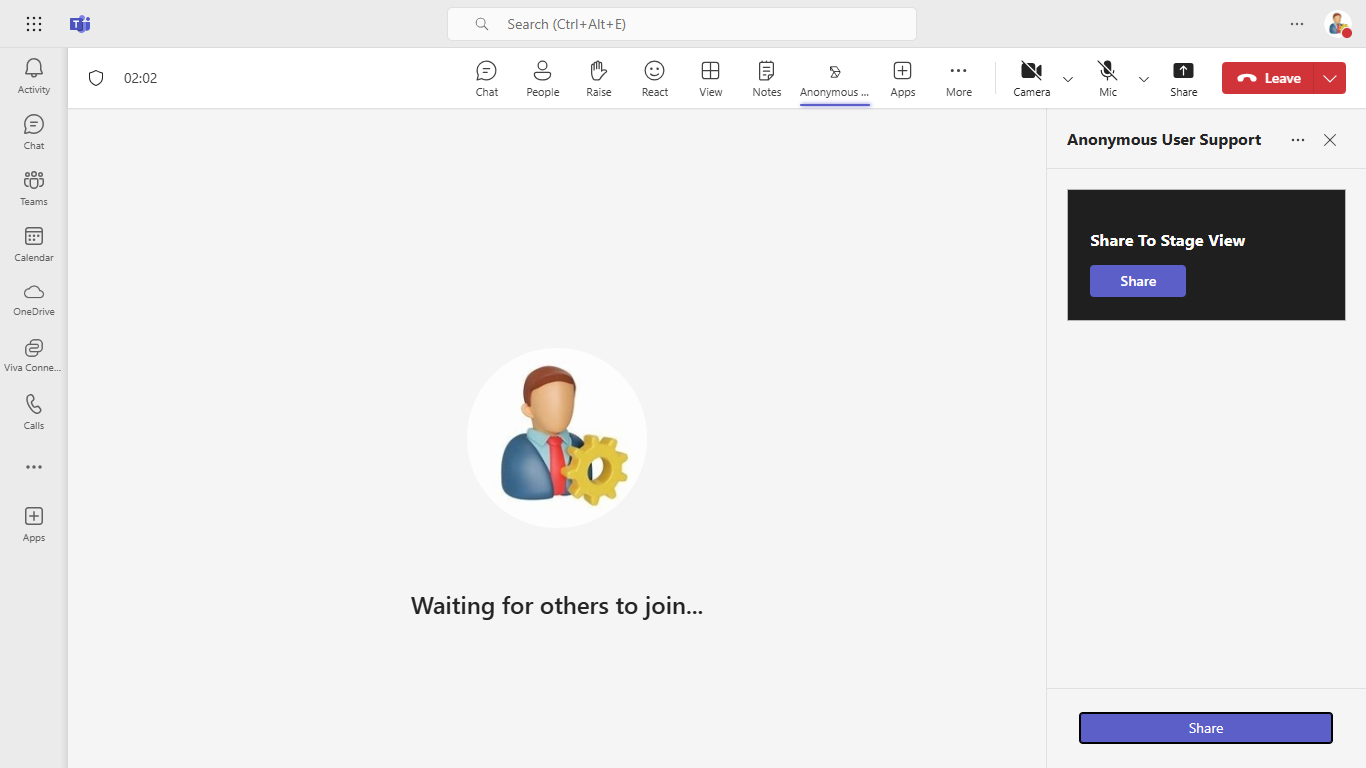 Search (Ctrl+Alt+E)
Activity
Chat
Teams
Calendar
OneDrive
Viva Conne...
Calls
Apps
02:02
Chat
People
Raise
React
View
Notes
Anonymous ...
Apps
More
Camera
Mic
Share
Leave
Waiting for others to join...
Anonymous User Support
Share To Stage View
Share
Share